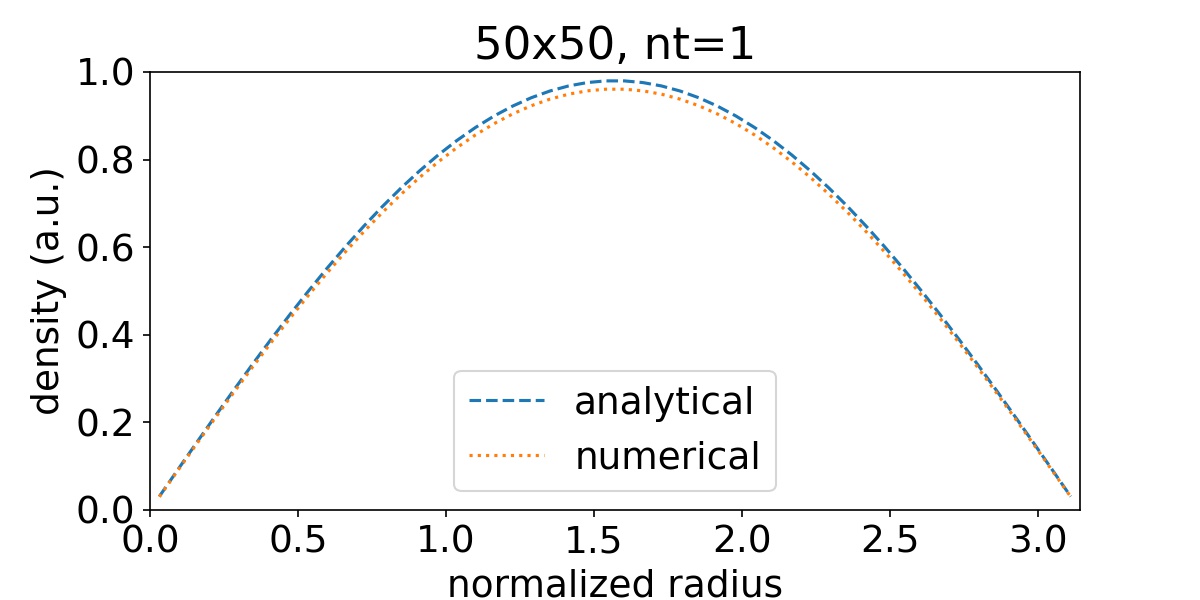 50x50, nt=1
1.0
0.8
0.6
0.4
0.2
0.0
density (a.u.)
analytical
numerical
0.0 0.5 1.0 1.5 2.0 2.5 3.0
normalized radius